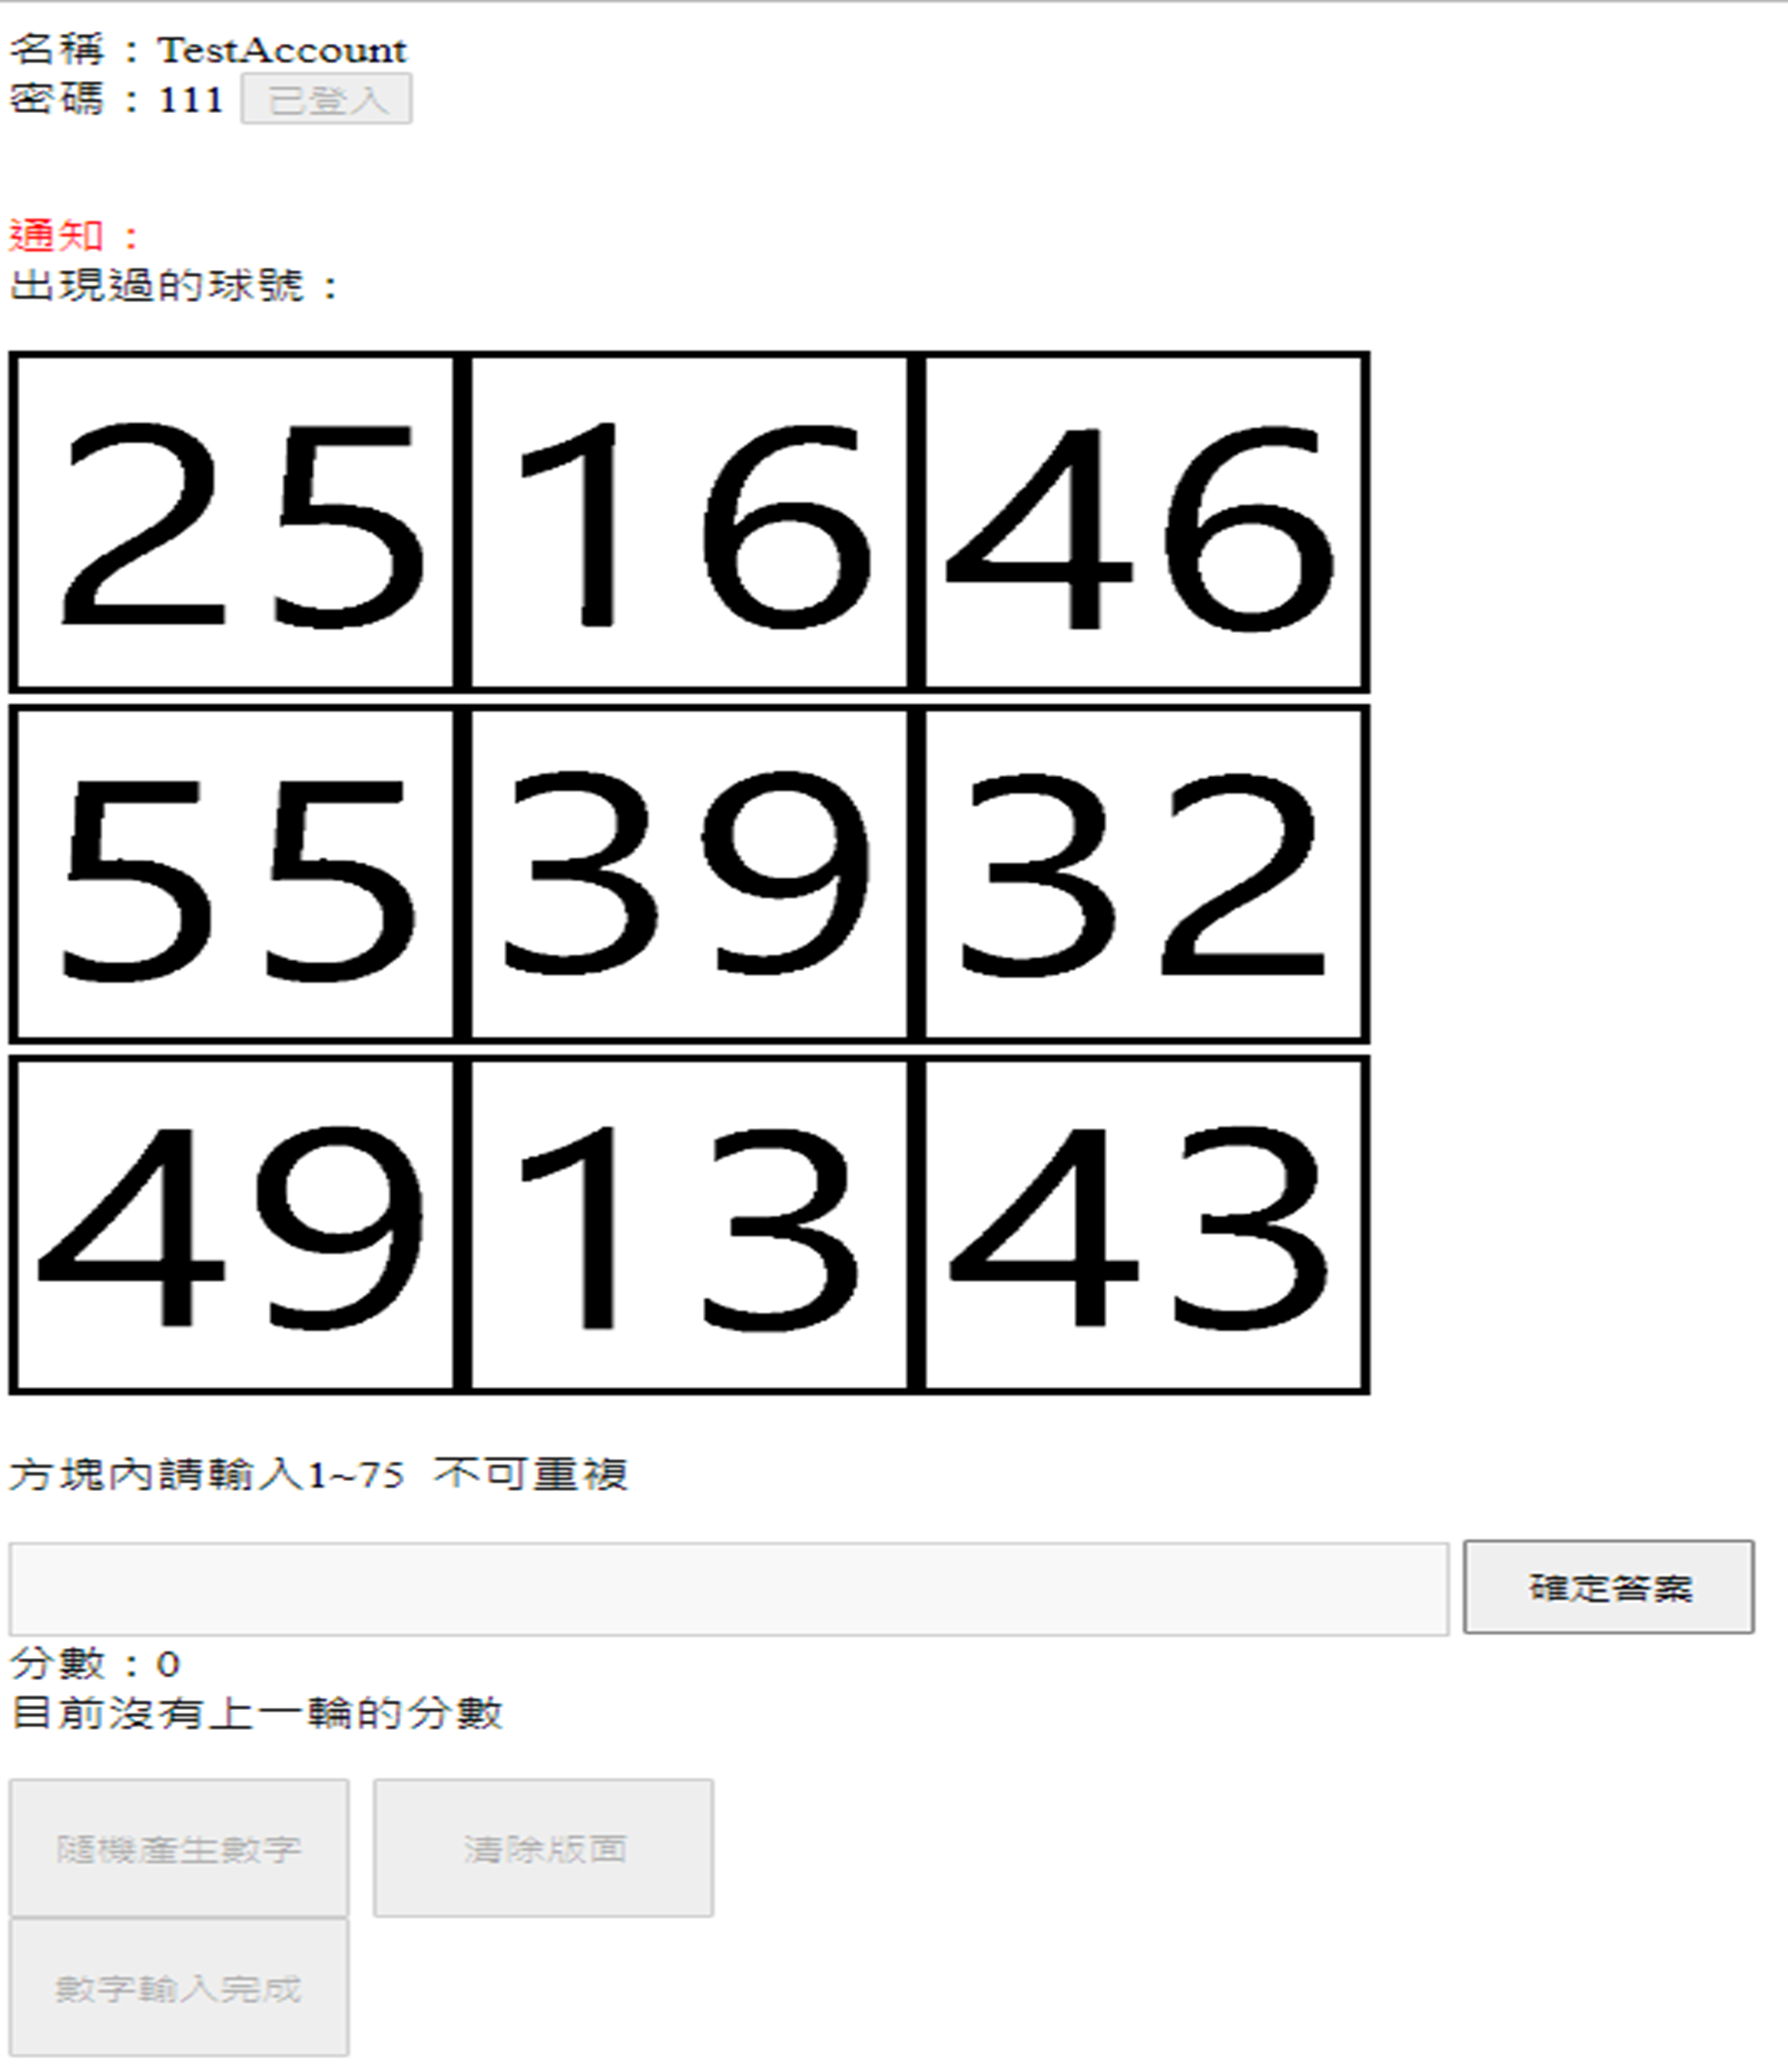 名稱：TestAccount
密碼：111 已登入
通知：
出現過的球號：
25 16 46
55 39 32
49 13 43
方塊內請輸入1~75 不可重複
確定答案
分數：0
目前沒有上一輪的分數
隨機產生數字 清除版面
數字輸入完成